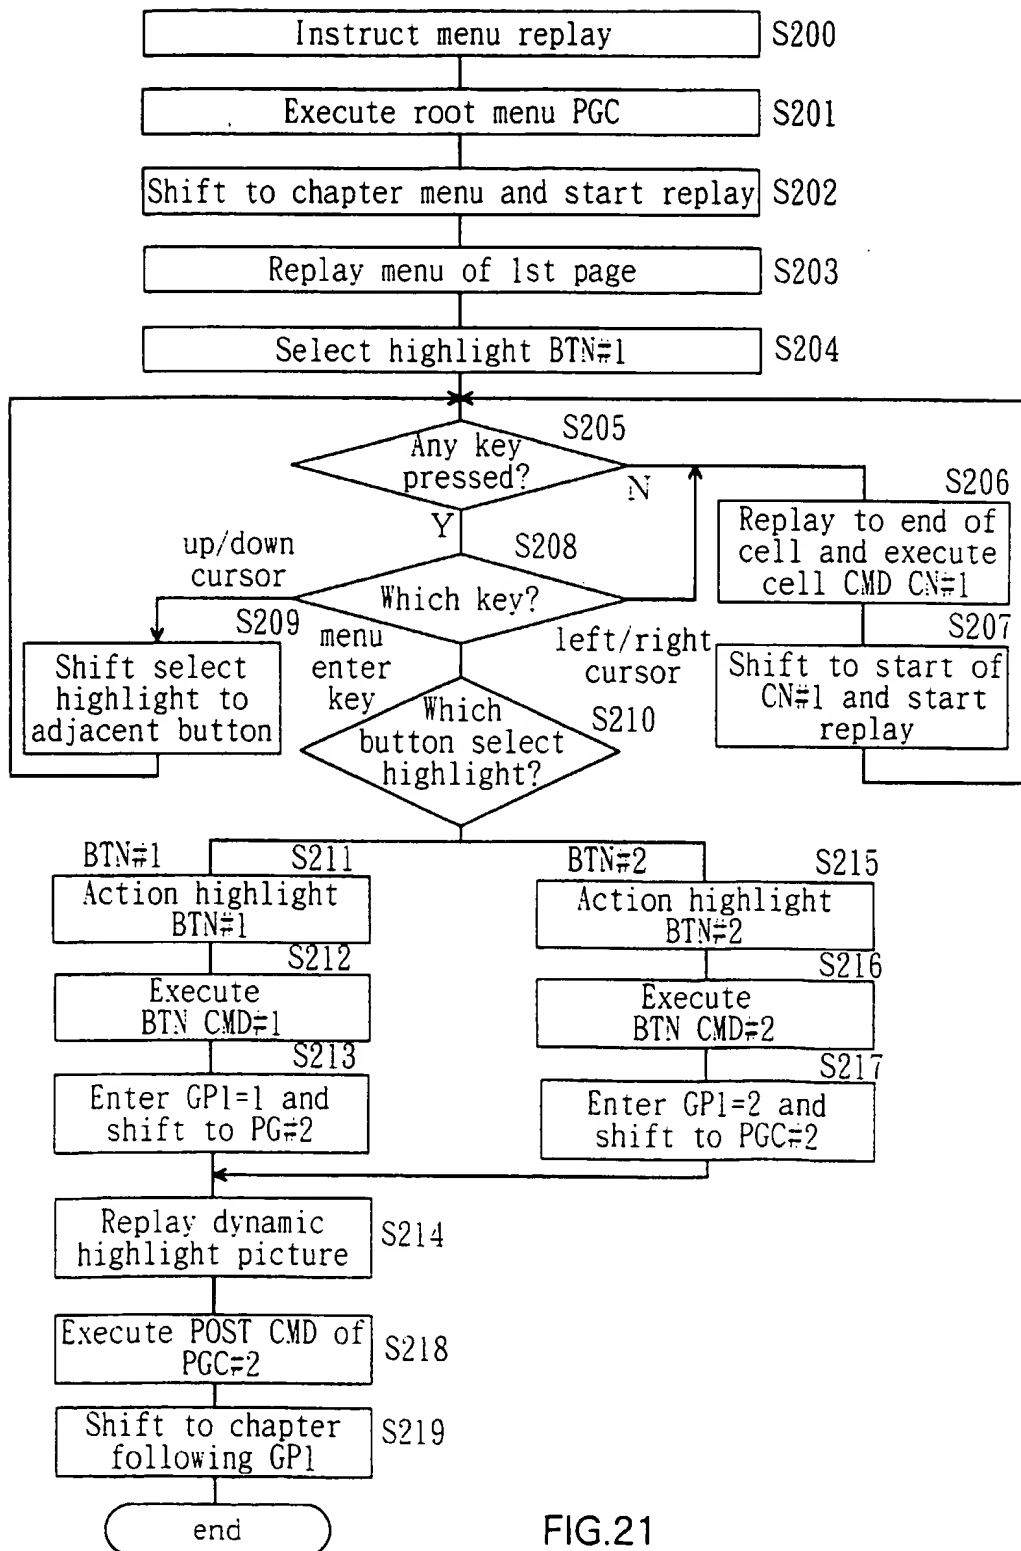 Instruct menu replay
S200
Execute root menu PGC
S201
Shift to chapter menu and start replay
S202
Replay menu of 1st page
S203
Select highlight BTN#1
S204
S205
Any key
pressed?
N
Y
S206
Replay to end of
cell and execute
cell CMD CN#1
S207
Shift to start of
CN#1 and start
replay
S208
Which key?
up/down
cursor
S209
Shift select
highlight to
adjacent button
menu
enter
key
left/right
cursor
S210
Which
button select
highlight?
BTN#1
S211
Action highlight
BTN#1
S212
Execute
BTN CMD#1
S213
Enter GP1=1 and
shift to PG#2
BTN#2
S215
Action highlight
BTN#2
S216
Execute
BTN CMD#2
S217
Enter GP1=2 and
shift to PGC#2
Replay dynamic
highlight picture
S214
Execute POST CMD of
PGC#2
S218
Shift to chapter
following GP1
S219
end
FIG.21